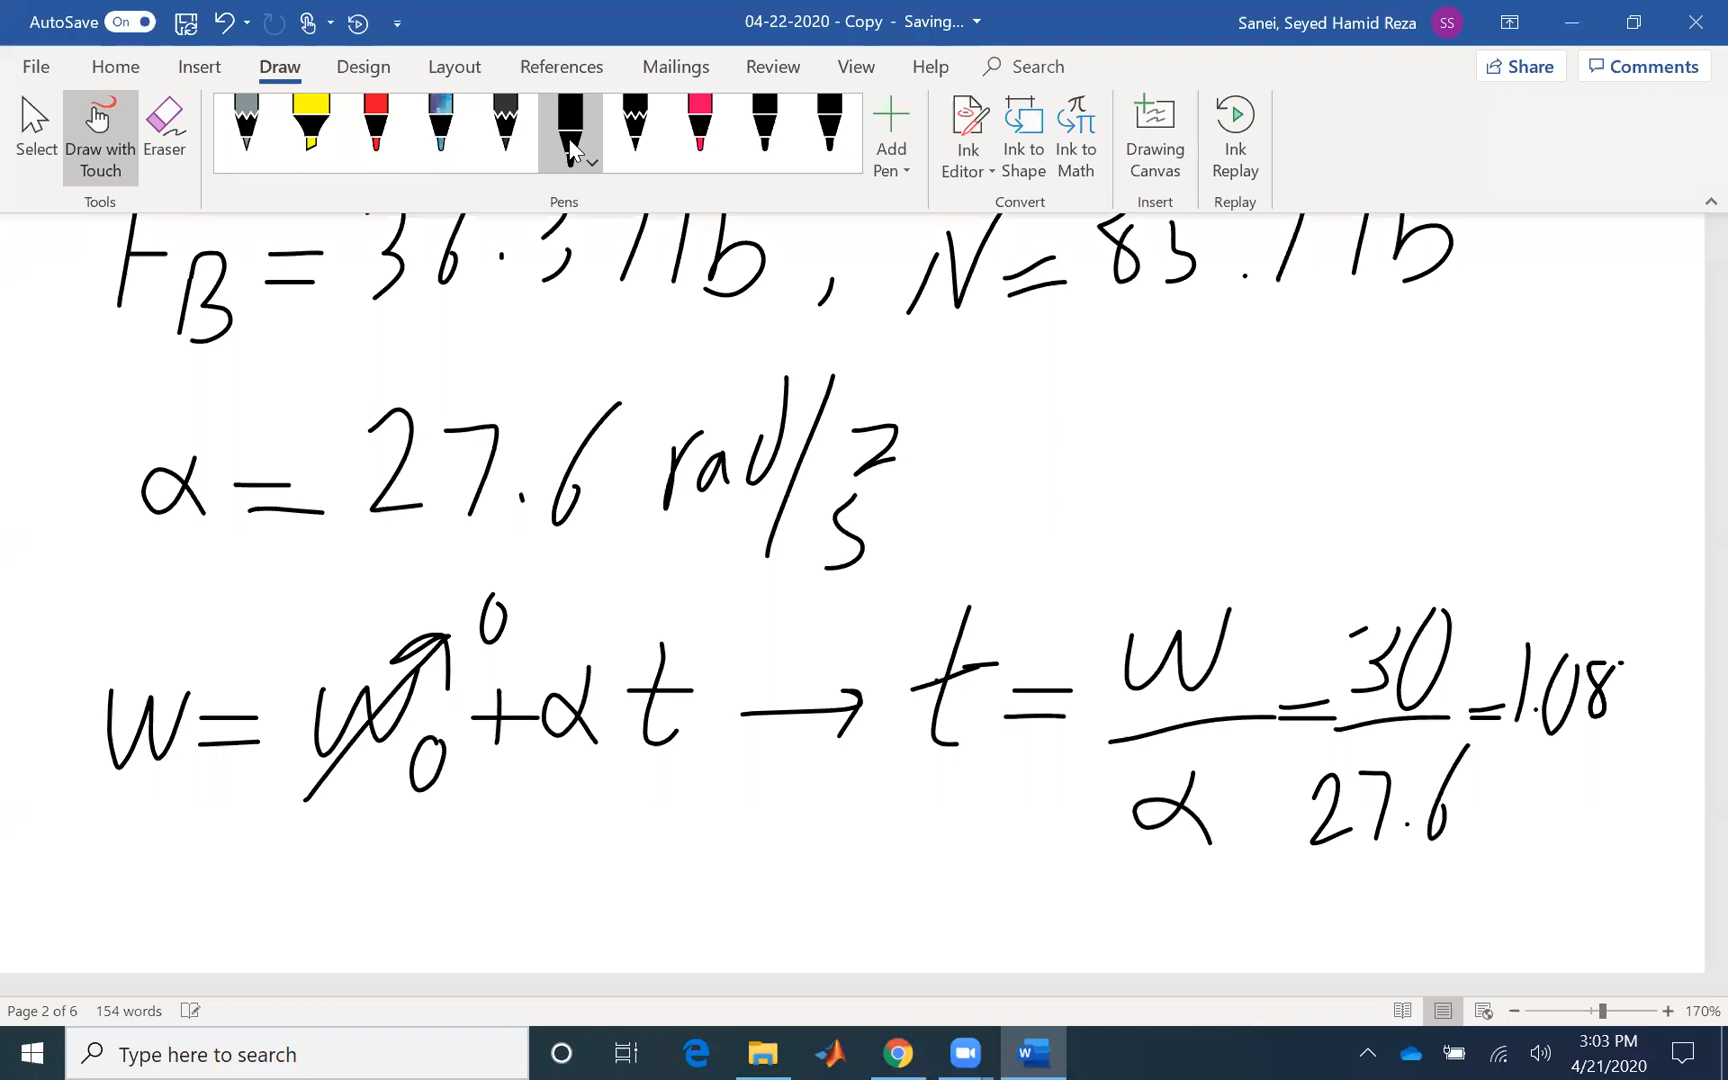 AutoSave On 04-22-2020 - Copy - Saving... Sanei, Seyed Hamid Reza SS
File Home Insert Draw Design Layout References Mailings Review View Help Search Share Comments
Select Draw with Touch Eraser Add Pen Ink Editor Ink to Shape Ink to Math Drawing Canvas Ink Replay
Tools Pens Convert Insert Replay
F_B = 36.37 lb , N = 83.7 lb
α = 27.6 rad/s²
w = w₀ ↗ 0 + α t → t = w/α = 30/27.6 = 1.08
Page 2 of 6 154 words 170%
Type here to search 3:03 PM
4/21/2020